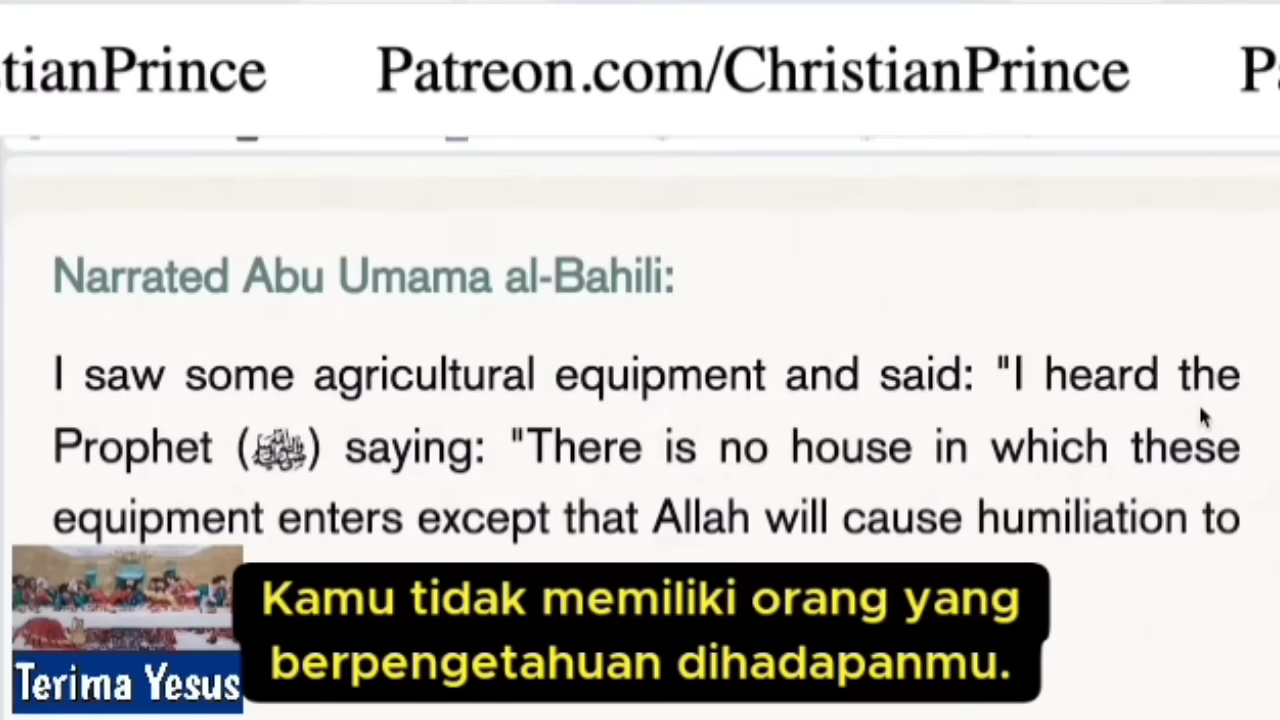 tianPrince Patreon.com/ChristianPrince P
Narrated Abu Umama al-Bahili:
I saw some agricultural equipment and said: "I heard the
Prophet (ﷺ) saying: "There is no house in which these
equipment enters except that Allah will cause humiliation to
Kamu tidak memiliki orang yang
berpengetahuan dihadapanmu.
Terima Yesus